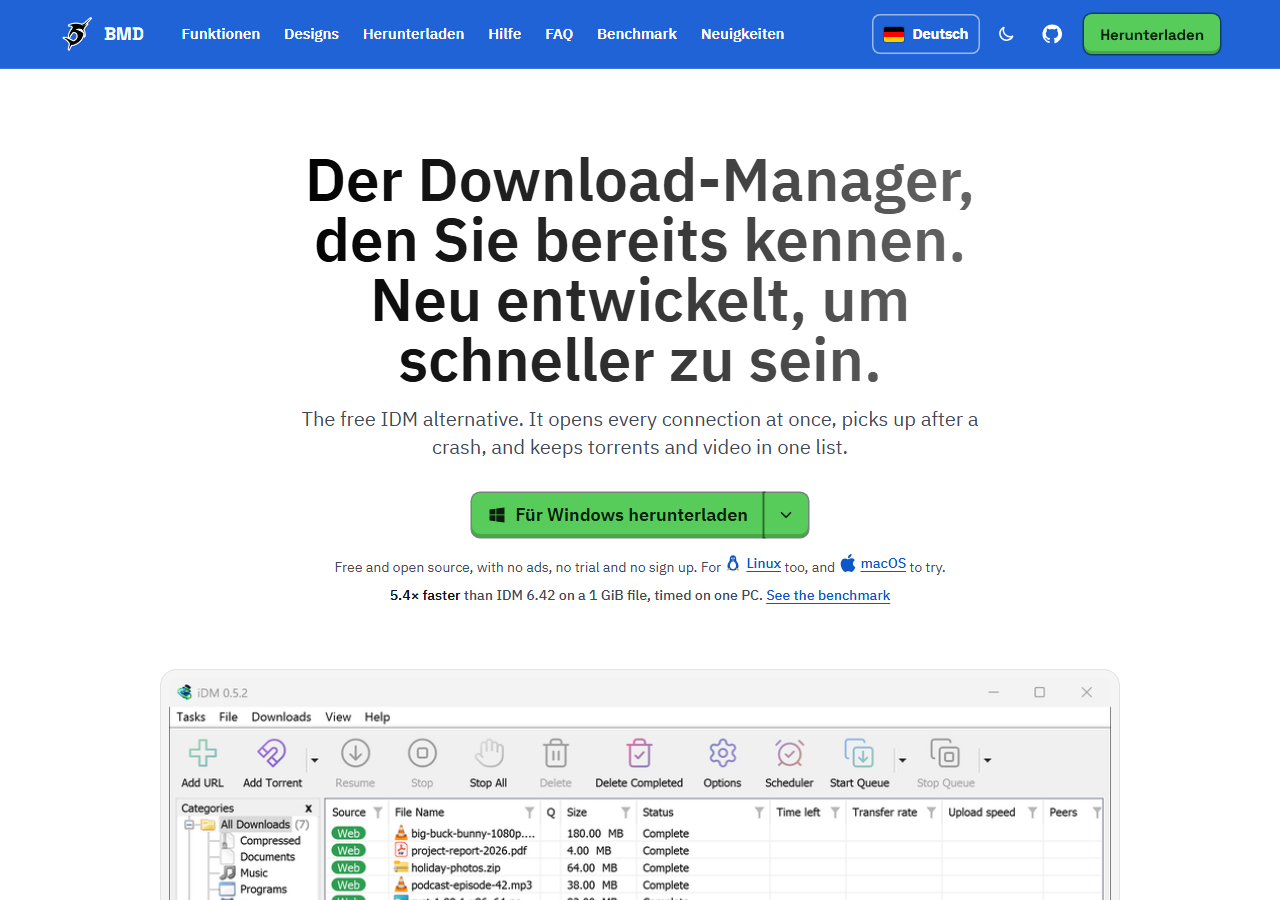 BMD Funktionen Designs Herunterladen Hilfe FAQ Benchmark Neuigkeiten Deutsch Herunterladen
Der Download-Manager,
den Sie bereits kennen.
Neu entwickelt, um
schneller zu sein.
The free IDM alternative. It opens every connection at once, picks up after a
crash, and keeps torrents and video in one list.
Für Windows herunterladen
Free and open source, with no ads, no trial and no sign up. For Linux too, and macOS to try.
5.4× faster than IDM 6.42 on a 1 GiB file, timed on one PC. See the benchmark
iDM 0.5.2
Tasks File Downloads View Help
Add URL Add Torrent Resume Stop Stop All Delete Delete Completed Options Scheduler Start Queue Stop Queue
Categories x
All Downloads (7)
Compressed
Documents
Music
Programs
Source File Name Q Size Status Time left Transfer rate Upload speed Peers
Web big-buck-bunny-1080p.... 180.00 MB Complete
Web project-report-2026.pdf 4.00 MB Complete
Web holiday-photos.zip 64.00 MB Complete
Web podcast-episode-42.mp3 38.00 MB Complete